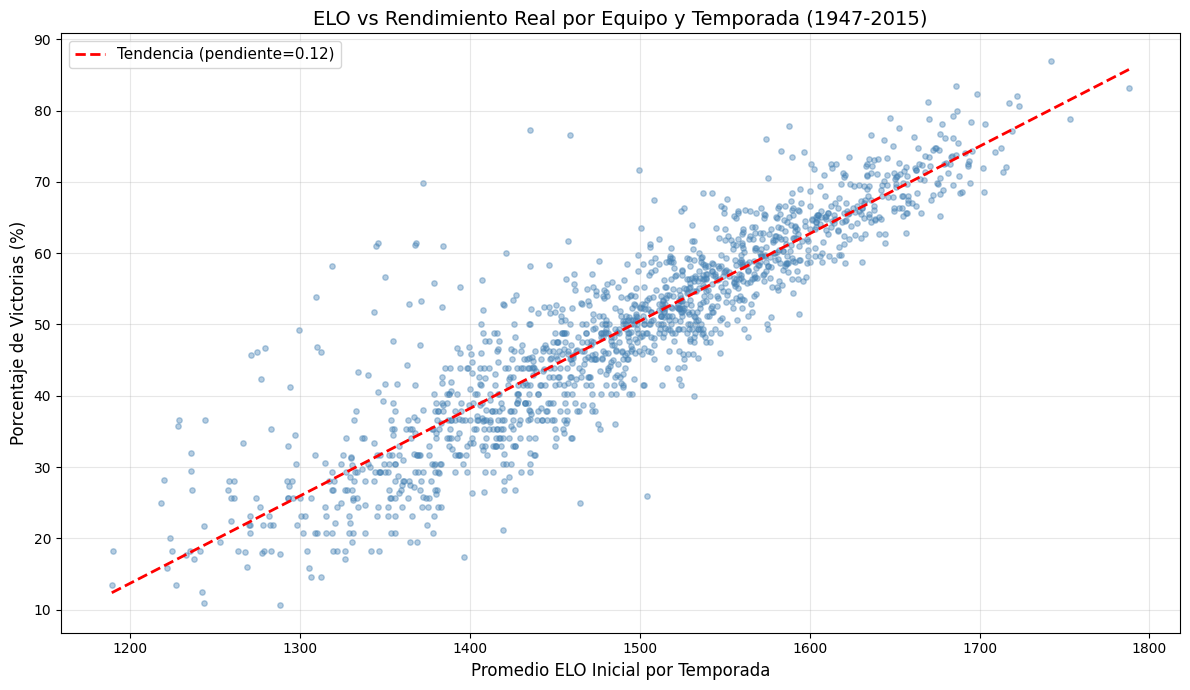 ELO vs Rendimiento Real por Equipo y Temporada (1947-2015)
Tendencia (pendiente=0.12)
Porcentaje de Victorias (%)
90
80
70
60
50
40
30
20
10
1200 1300 1400 1500 1600 1700 1800
Promedio ELO Inicial por Temporada